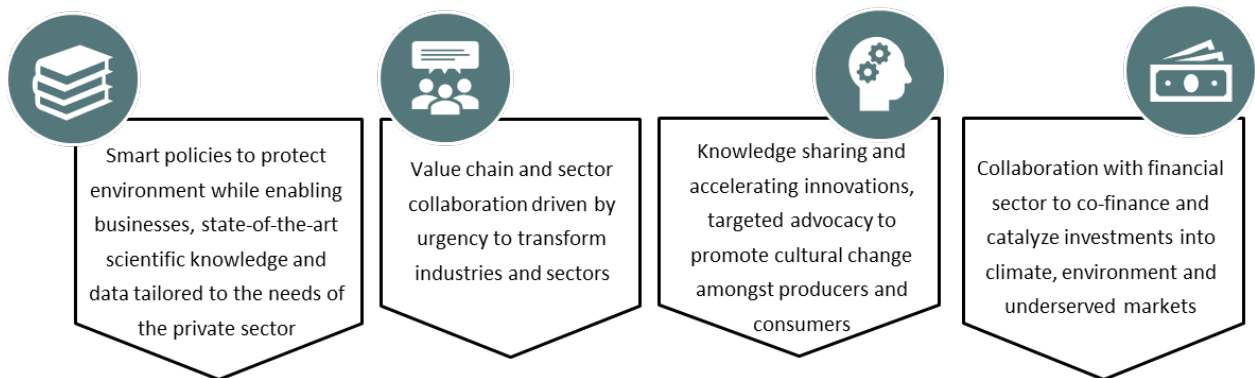 Smart policies to protect
environment while enabling
businesses, state-of-the-art
scientific knowledge and
data tailored to the needs of
the private sector
Value chain and sector
collaboration driven by
urgency to transform
industries and sectors
Knowledge sharing and
accelerating innovations,
targeted advocacy to
promote cultural change
amongst producers and
consumers
Collaboration with financial
sector to co-finance and
catalyze investments into
climate, environment and
underserved markets